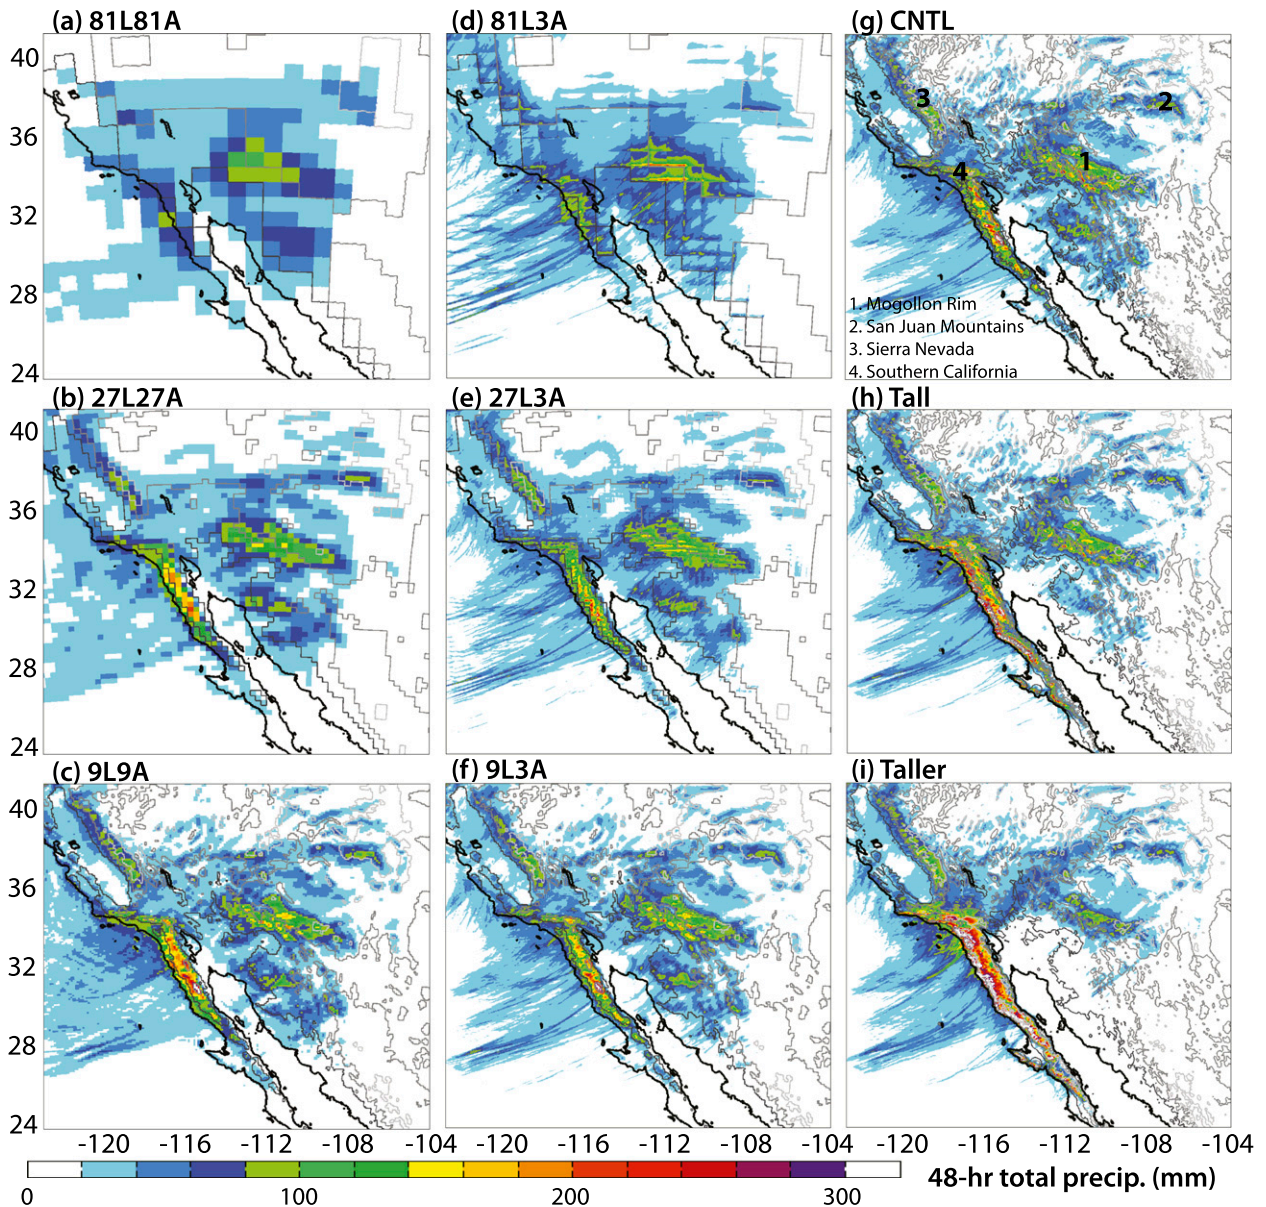 (a) 81L81A
(d) 81L3A
(g) CNTL
40
36
32
28
24
3
2
1
4
1. Mogollon Rim
2. San Juan Mountains
3. Sierra Nevada
4. Southern California
(b) 27L27A
(e) 27L3A
(h) Tall
40
36
32
28
24
(c) 9L9A
(f) 9L3A
(i) Taller
40
36
32
28
24
-120 -116 -112 -108 -104 -120 -116 -112 -108 -104 -120 -116 -112 -108 -104
0 100 200 300
48-hr total precip. (mm)